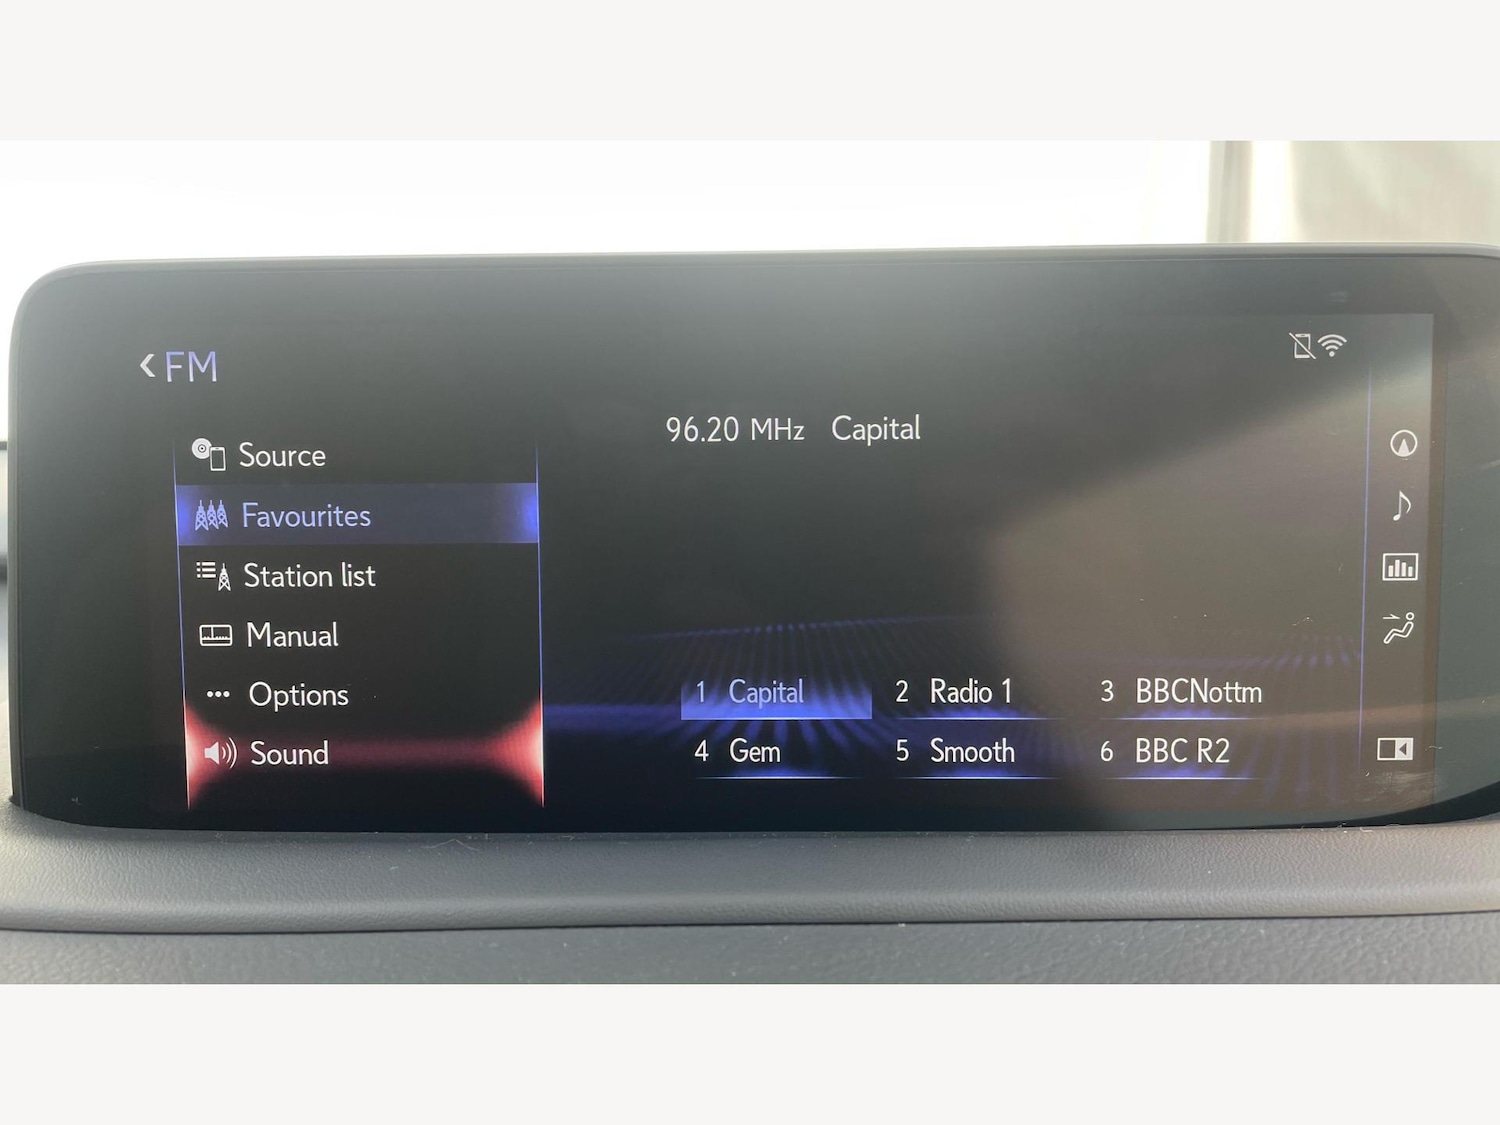 FM
96.20 MHz Capital
Source
Favourites
Station list
Manual
Options
Sound
1 Capital
2 Radio 1
3 BBCNottm
4 Gem
5 Smooth
6 BBC R2